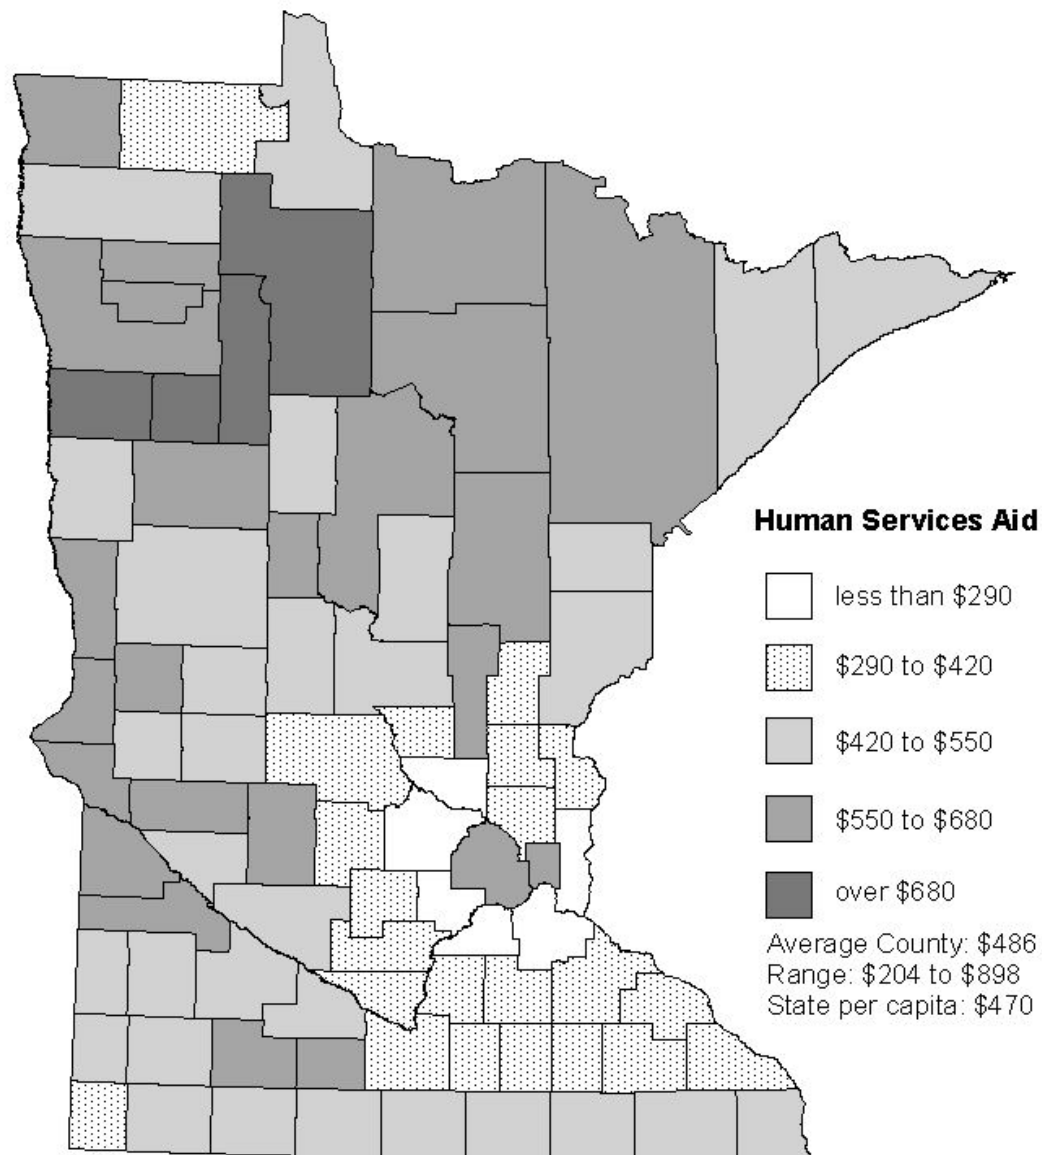 Human Services Aid
less than $290
$290 to $420
$420 to $550
$550 to $680
over $680
Average County: $486
Range: $204 to $898
State per capita: $470